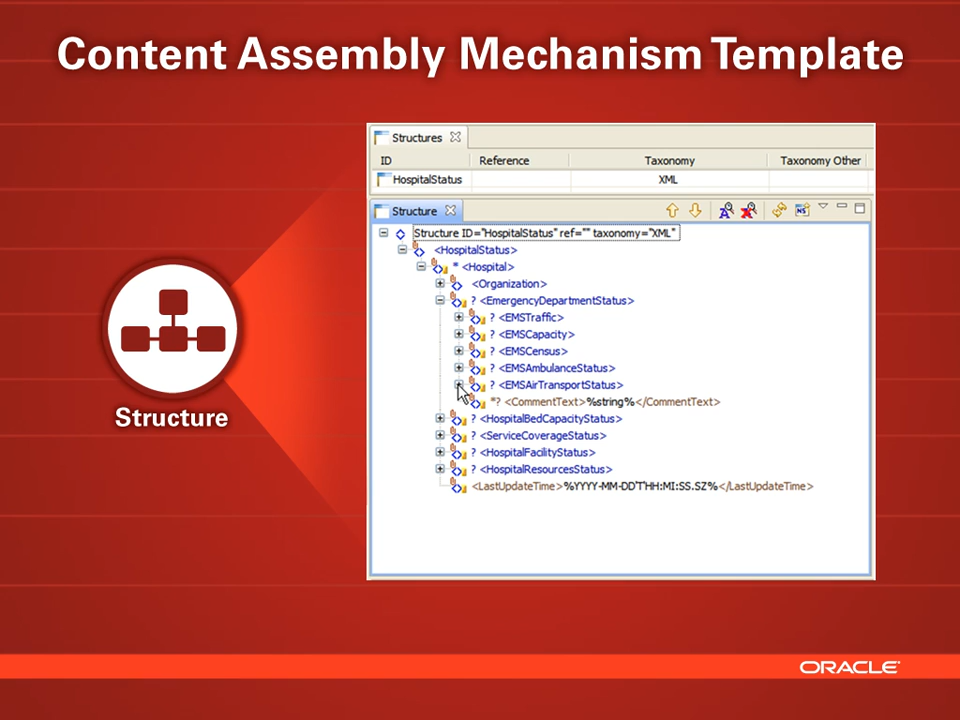 Content Assembly Mechanism Template
Structures
ID Reference Taxonomy Taxonomy Other
HospitalStatus XML
Structure
Structure ID="HospitalStatus" ref="" taxonomy="XML"
<HospitalStatus>
* <Hospital>
<Organization>
? <EmergencyDepartmentStatus>
? <EMSTraffic>
? <EMSCapacity>
? <EMSCensus>
? <EMSAmbulanceStatus>
? <EMSAirTransportStatus>
*? <CommentText>%string%</CommentText>
? <HospitalBedCapacityStatus>
? <ServiceCoverageStatus>
? <HospitalFacilityStatus>
? <HospitalResourcesStatus>
<LastUpdateTime>%YYYY-MM-DD'T'HH:MI:SS.SZ%</LastUpdateTime>
Structure
ORACLE